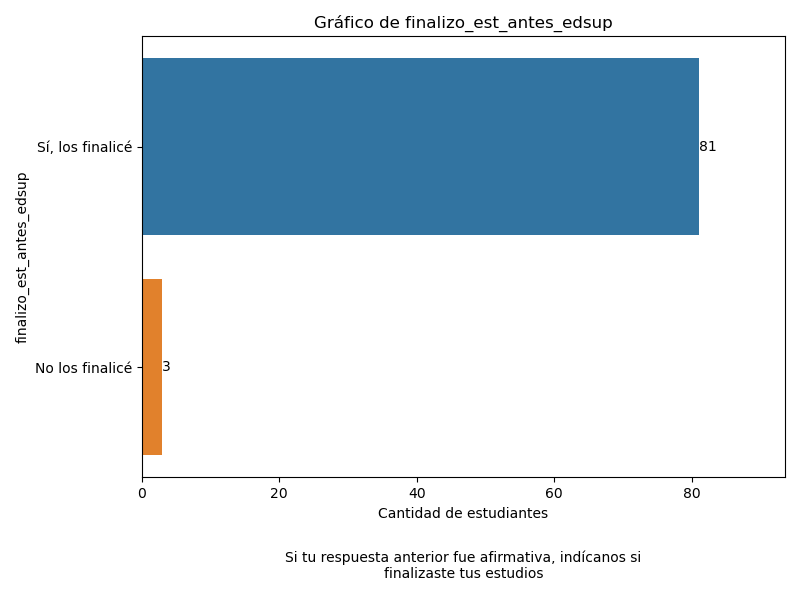 Gráfico de finalizo_est_antes_edsup
finalizo_est_antes_edsup
Sí, los finalicé
81
No los finalicé
3
0 20 40 60 80
Cantidad de estudiantes
Si tu respuesta anterior fue afirmativa, indícanos si
finalizaste tus estudios